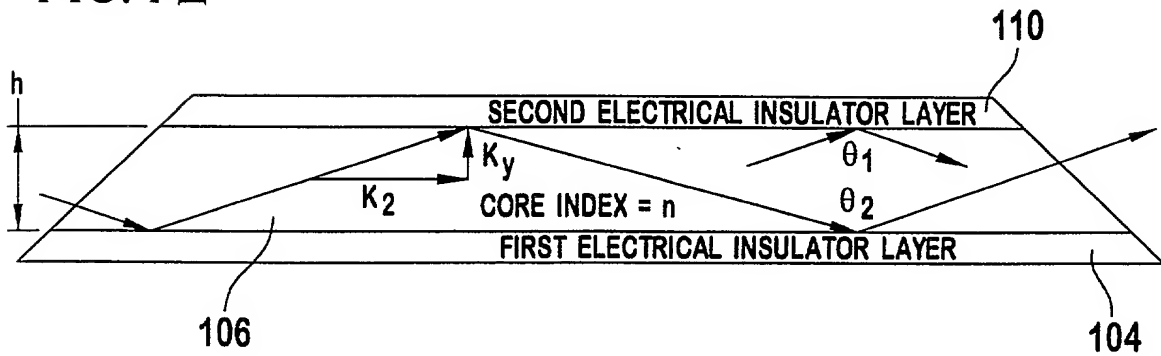 110
h
SECOND ELECTRICAL INSULATOR LAYER
Ky
θ1
K2
CORE INDEX = n
θ2
FIRST ELECTRICAL INSULATOR LAYER
106
104